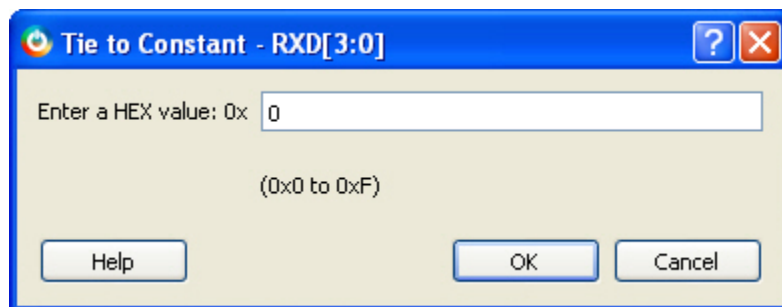 Tie to Constant - RXD[3:0]
Enter a HEX value: 0x 0
(0x0 to 0xF)
Help OK Cancel